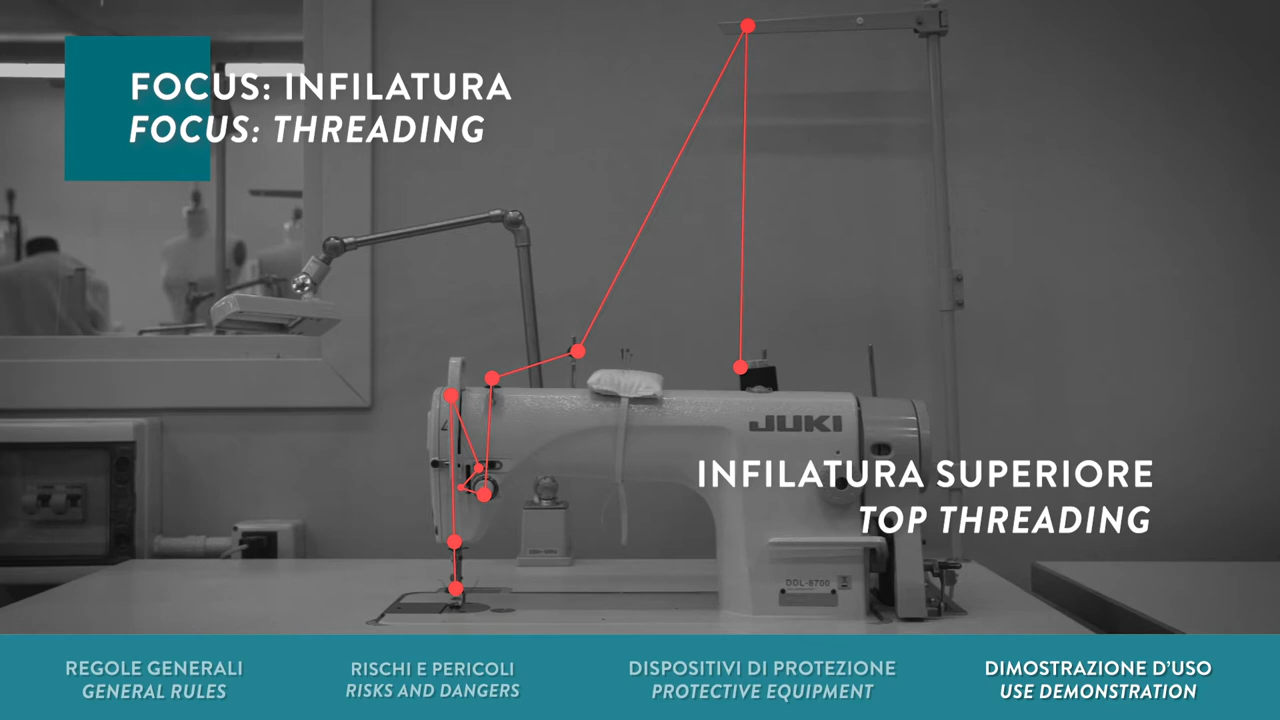 FOCUS: INFILATURA
FOCUS: THREADING
JUKI
INFILATURA SUPERIORE
TOP THREADING
DDL-8700
REGOLE GENERALI
GENERAL RULES
RISCHI E PERICOLI
RISKS AND DANGERS
DISPOSITIVI DI PROTEZIONE
PROTECTIVE EQUIPMENT
DIMOSTRAZIONE D'USO
USE DEMONSTRATION